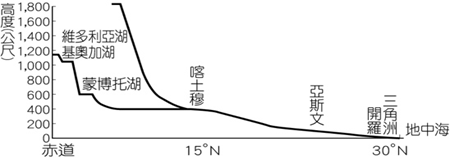 高度(公尺)
1,800
1,600
1,400
1,200
1,000
800
600
400
200
0
維多利亞湖
基奧加湖
蒙博托湖
喀土穆
亞斯文
開羅
三角洲
地中海
赤道
15°N
30°N